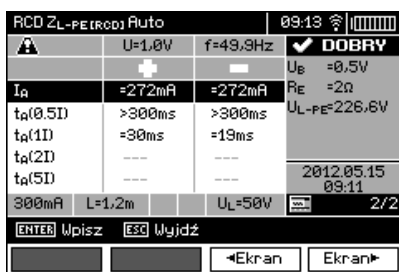 RCD ZL-PE[RCD] Auto 09:13
U=1,0V f=49,9Hz DOBRY
+ − UB =0,5V
IA =272mA =272mA RE =2Ω
tA(0.5I) >300ms >300ms UL-PE=226,6V
tA(1I) =30ms =19ms
tA(2I) --- ---
tA(5I) --- --- 2012.05.15
09:11
300mA L=1,2m UL=50V 2/2
ENTER Wpisz ESC Wyjdź
◄Ekran Ekran►